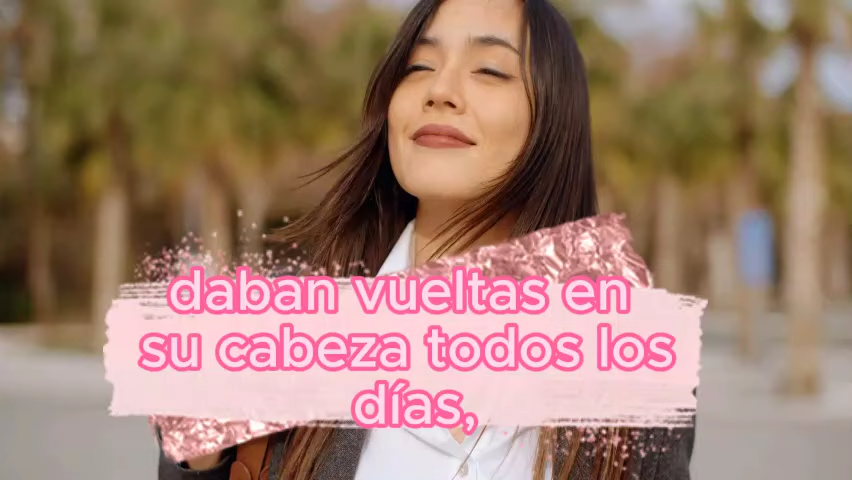 daban vueltas en
su cabeza todos los
días,